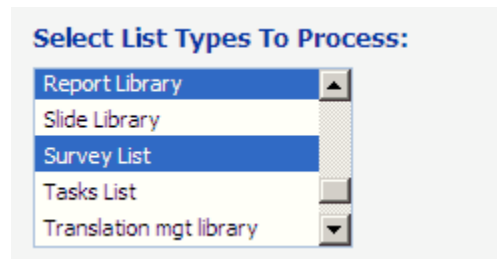 Select List Types To Process:
Report Library
Slide Library
Survey List
Tasks List
Translation mgt library